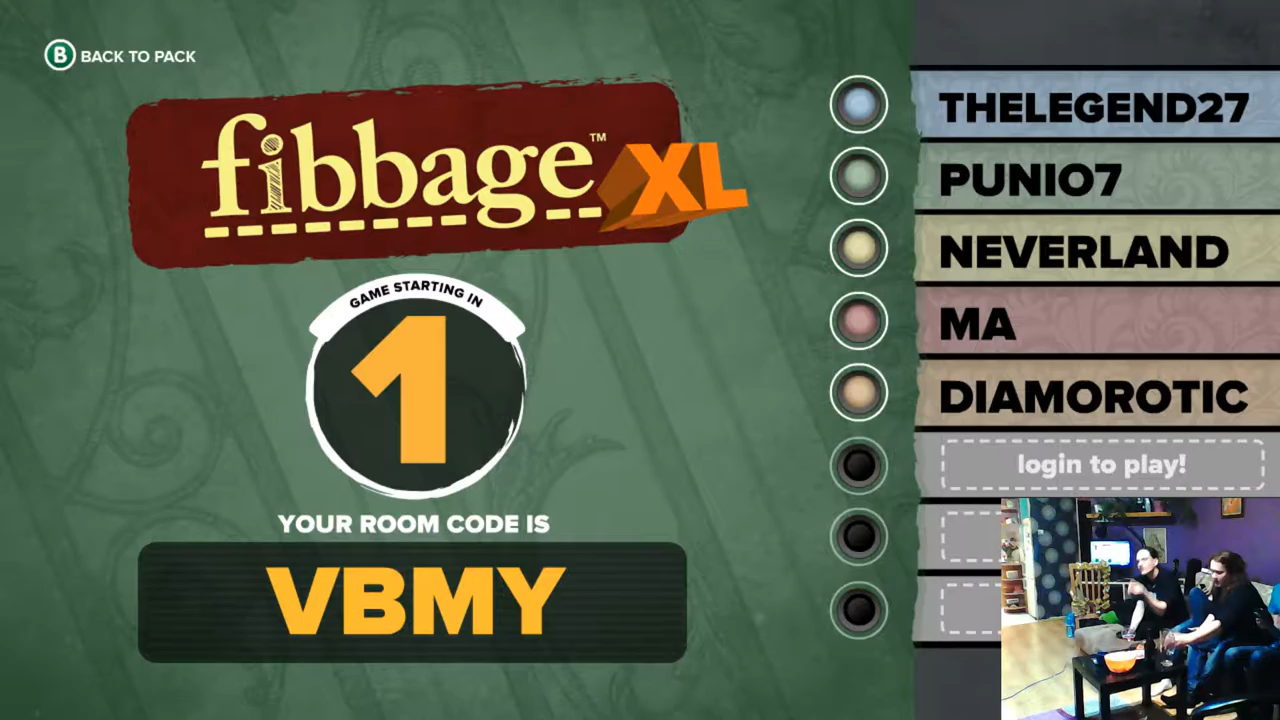 B BACK TO PACK
fibbage™ XL
GAME STARTING IN
1
YOUR ROOM CODE IS
VBMY
THELEGEND27
PUNIO7
NEVERLAND
MA
DIAMOROTIC
login to play!